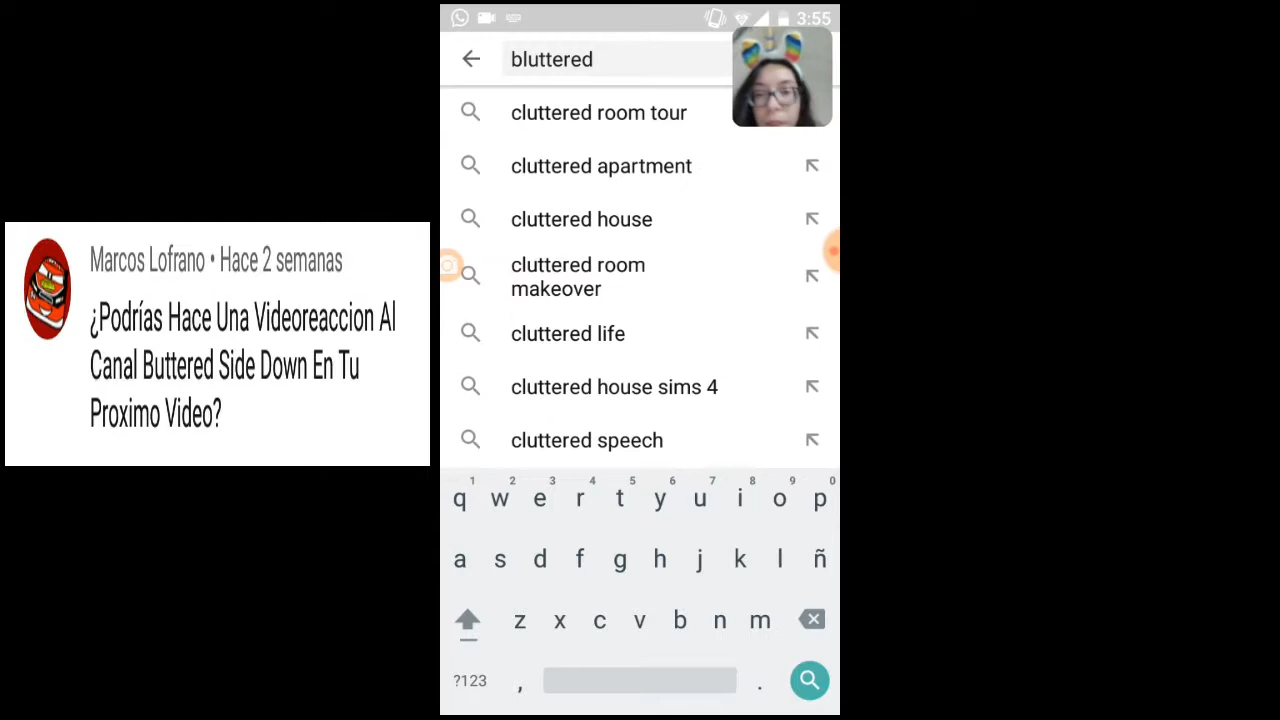 Marcos Lofrano • Hace 2 semanas
¿Podrías Hace Una Videoreaccion Al
Canal Buttered Side Down En Tu
Proximo Video?
3:55
bluttered
cluttered room tour
cluttered apartment
cluttered house
cluttered room
makeover
cluttered life
cluttered house sims 4
cluttered speech
1 2 3 4 5 6 7 8 9 0
q w e r t y u i o p
a s d f g h j k l ñ
z x c v b n m
?123 , .